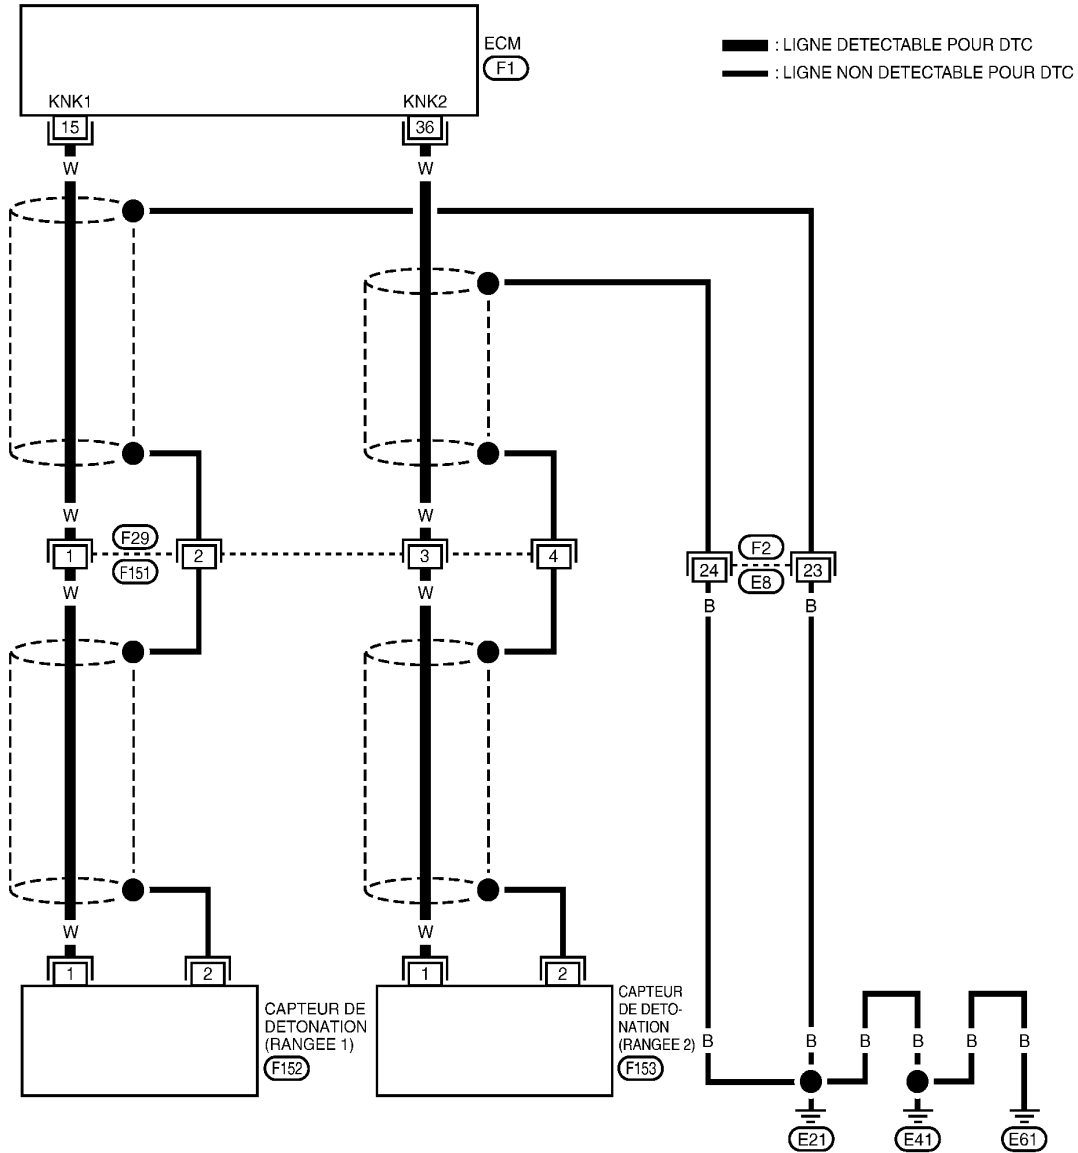 ECM
F1
: LIGNE DETECTABLE POUR DTC
: LIGNE NON DETECTABLE POUR DTC
KNK1
KNK2
15
36
W
W
W
W
1
F29
F151
2
3
4
24
F2
E8
23
W
W
B
B
W
W
1
2
1
2
CAPTEUR DE
DETONATION
(RANGEE 1)
F152
CAPTEUR
DE DETO-
NATION
(RANGEE 2)
F153
B
B
B
B
B
B
E21
E41
E61